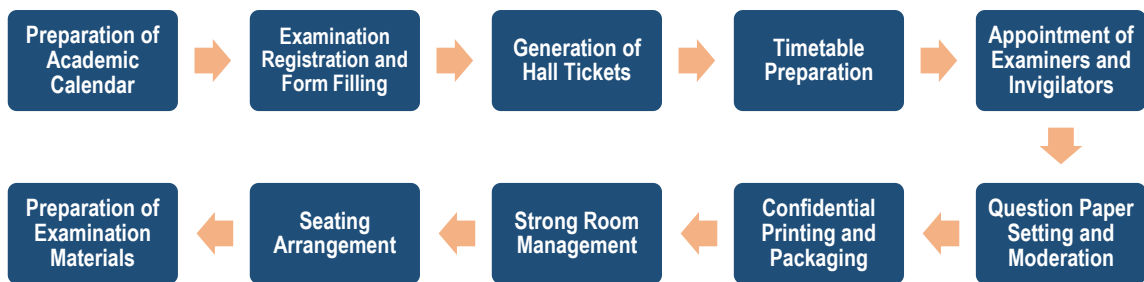 Preparation of
Academic
Calendar
Examination
Registration and
Form Filling
Generation of
Hall Tickets
Timetable
Preparation
Appointment of
Examiners and
Invigilators
Question Paper
Setting and
Moderation
Confidential
Printing and
Packaging
Strong Room
Management
Seating
Arrangement
Preparation of
Examination
Materials